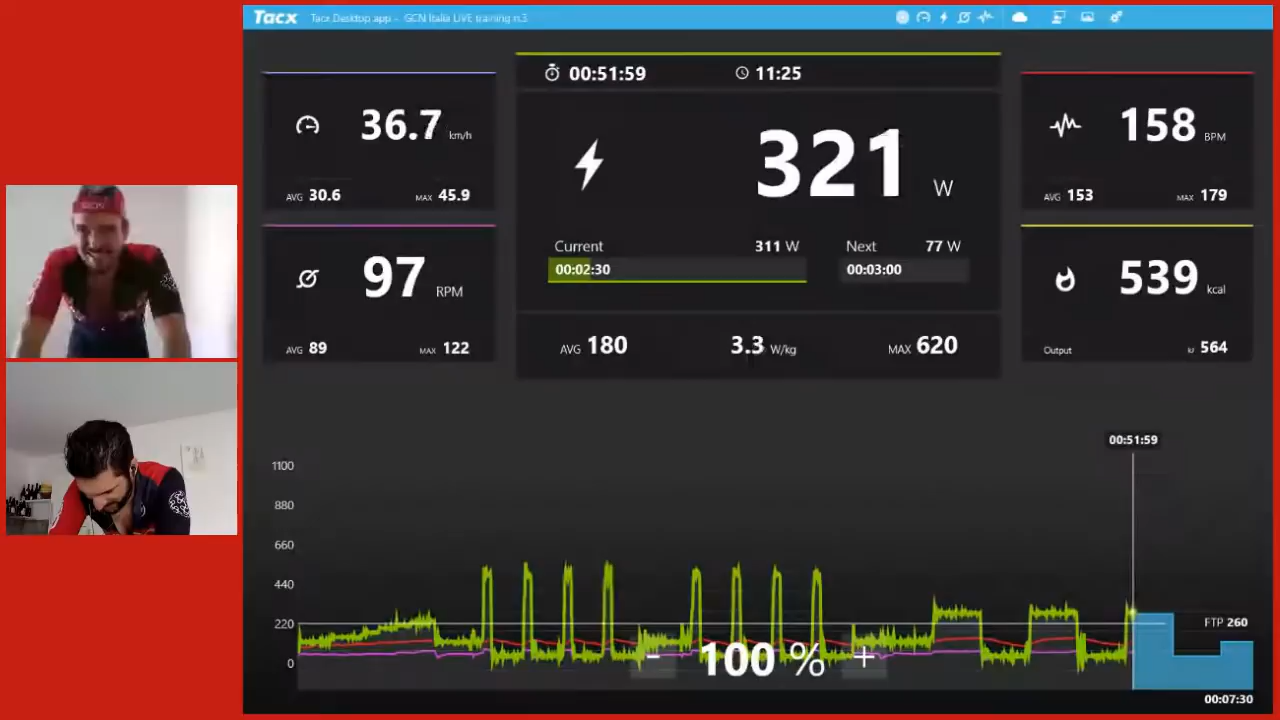 Tacx Tacx Desktop app - GCN Italia LIVE training n.3
00:51:59 11:25
36.7 km/h
AVG 30.6 MAX 45.9
321 W
158 BPM
AVG 153 MAX 179
Current 311 W Next 77 W
00:02:30 00:03:00
97 RPM
AVG 89 MAX 122
539 kcal
Output kJ 564
AVG 180 3.3 W/kg MAX 620
GCN
00:51:59
1100
880
660
440
220
0
FTP 260
- 100 % +
00:07:30